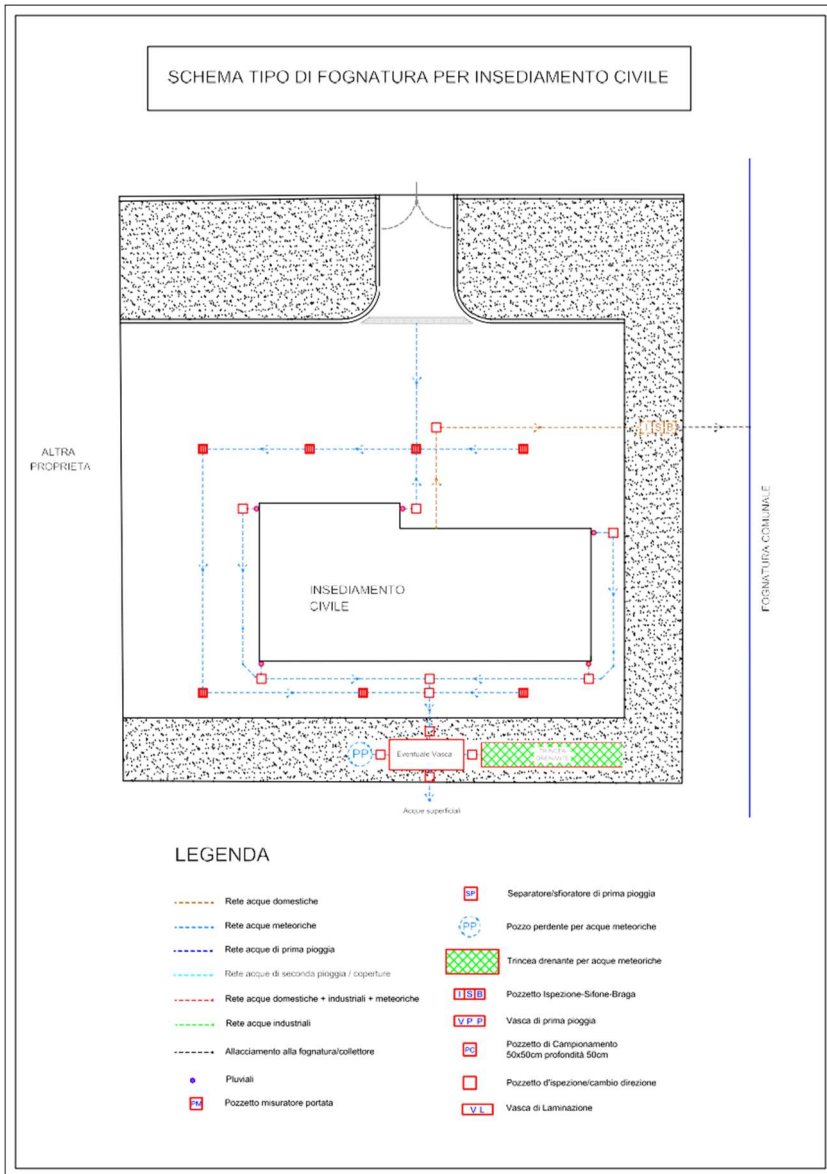 SCHEMA TIPO DI FOGNATURA PER INSEDIAMENTO CIVILE
ALTRA
PROPRIETA
I S B
FOGNATURA COMUNALE
INSEDIAMENTO
CIVILE
PP
Eventuale Vasca
TRINCEA
DRENANTE
Acque superficiali
LEGENDA
Rete acque domestiche
Rete acque meteoriche
Rete acque di prima pioggia
Rete acque di seconda pioggia / coperture
Rete acque domestiche + industriali + meteoriche
Rete acque industriali
Allacciamento alla fognatura/collettore
Pluviali
PM Pozzetto misuratore portata
SP Separatore/sfioratore di prima pioggia
PP Pozzo perdente per acque meteoriche
Trincea drenante per acque meteoriche
I S B Pozzetto Ispezione-Sifone-Braga
V P P Vasca di prima pioggia
PC Pozzetto di Campionamento
50x50cm profondità 50cm
Pozzetto d'ispezione/cambio direzione
V L Vasca di Laminazione